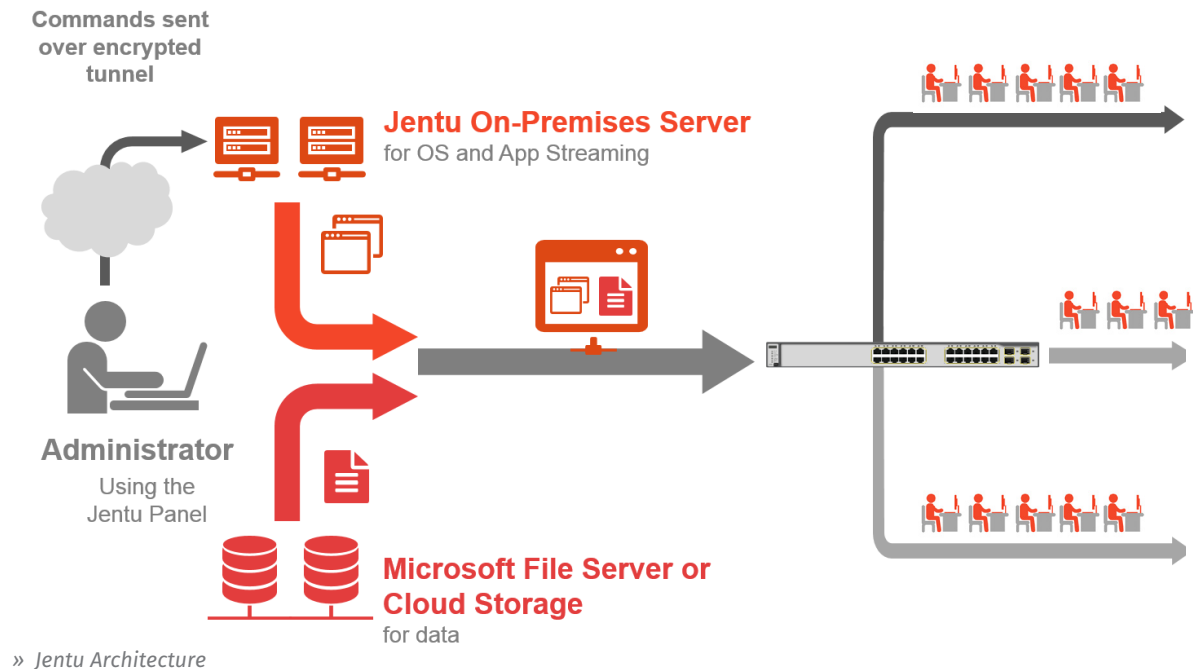 Commands sent
over encrypted
tunnel
Jentu On-Premises Server
for OS and App Streaming
Administrator
Using the
Jentu Panel
Microsoft File Server or
Cloud Storage
for data
» Jentu Architecture